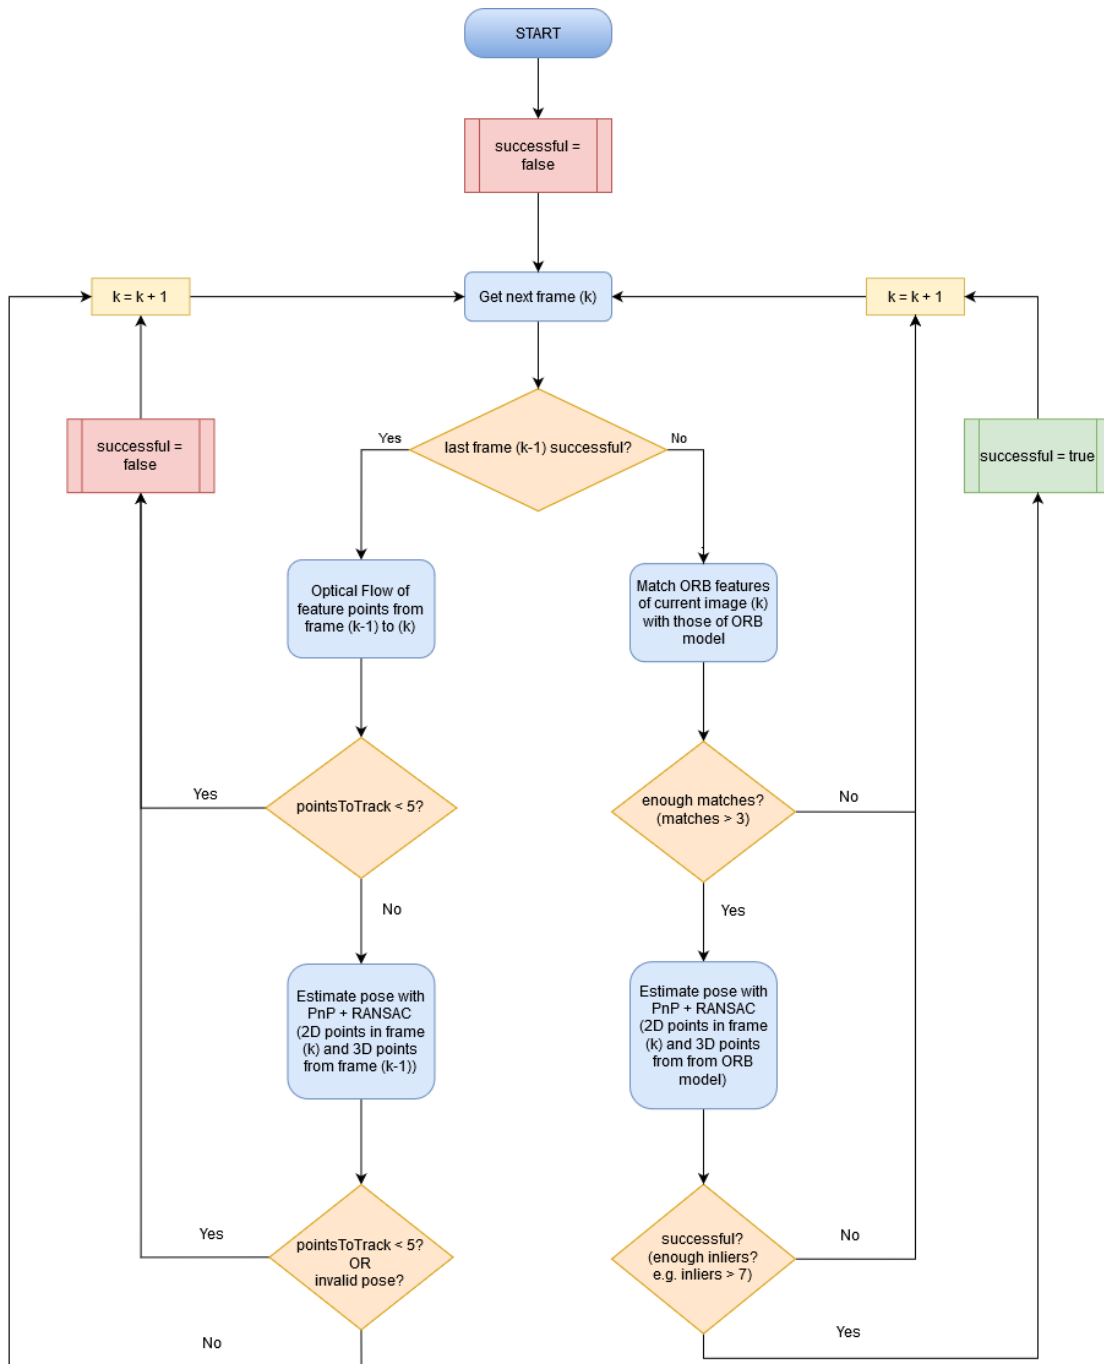 START
successful =
false
k = k + 1
Get next frame (k)
k = k + 1
successful =
false
Yes
last frame (k-1) successful?
No
successful = true
Optical Flow of
feature points from
frame (k-1) to (k)
Match ORB features
of current image (k)
with those of ORB
model
Yes
pointsToTrack < 5?
enough matches?
(matches > 3)
No
No
Yes
Estimate pose with
PnP + RANSAC
(2D points in frame
(k) and 3D points
from frame (k-1))
Estimate pose with
PnP + RANSAC
(2D points in frame
(k) and 3D points
from from ORB
model)
Yes
pointsToTrack < 5?
OR
invalid pose?
successful?
(enough inliers?
e.g. inliers > 7)
No
No
Yes